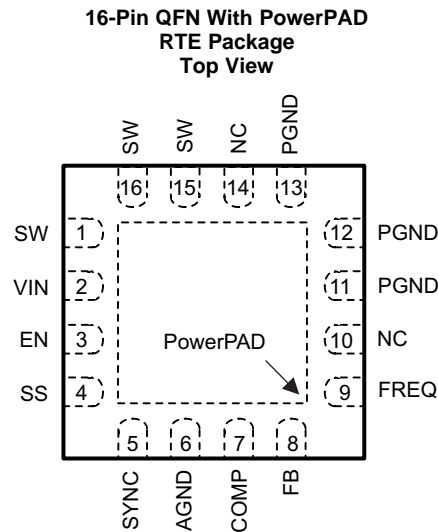 16-Pin QFN With PowerPAD
RTE Package
Top View
SW
SW
NC
PGND
16
15
14
13
SW 1
12 PGND
VIN 2
11 PGND
EN 3
10 NC
PowerPAD
SS 4
9 FREQ
5
6
7
8
SYNC
AGND
COMP
FB